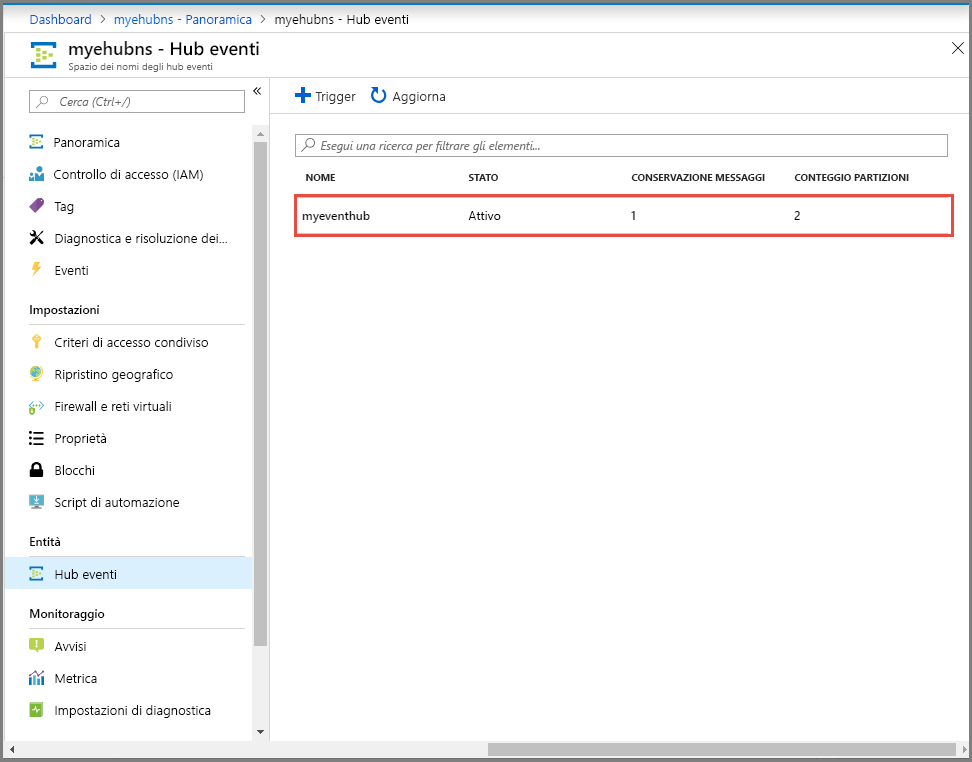 Dashboard > myehubns - Panoramica > myehubns - Hub eventi
myehubns - Hub eventi
Spazio dei nomi degli hub eventi
Cerca (Ctrl+/)
Panoramica
Controllo di accesso (IAM)
Tag
Diagnostica e risoluzione dei...
Eventi
Impostazioni
Criteri di accesso condiviso
Ripristino geografico
Firewall e reti virtuali
Proprietà
Blocchi
Script di automazione
Entità
Hub eventi
Monitoraggio
Avvisi
Metrica
Impostazioni di diagnostica
Trigger Aggiorna
Esegui una ricerca per filtrare gli elementi...
NOME STATO CONSERVAZIONE MESSAGGI CONTEGGIO PARTIZIONI
myeventhub Attivo 1 2